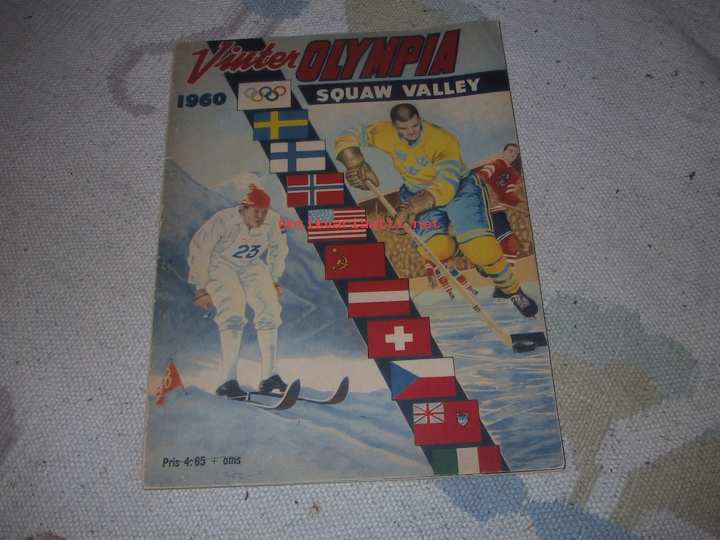 Vinter OLYMPIA
1960 SQUAW VALLEY
23
Pris 4:65 + oms